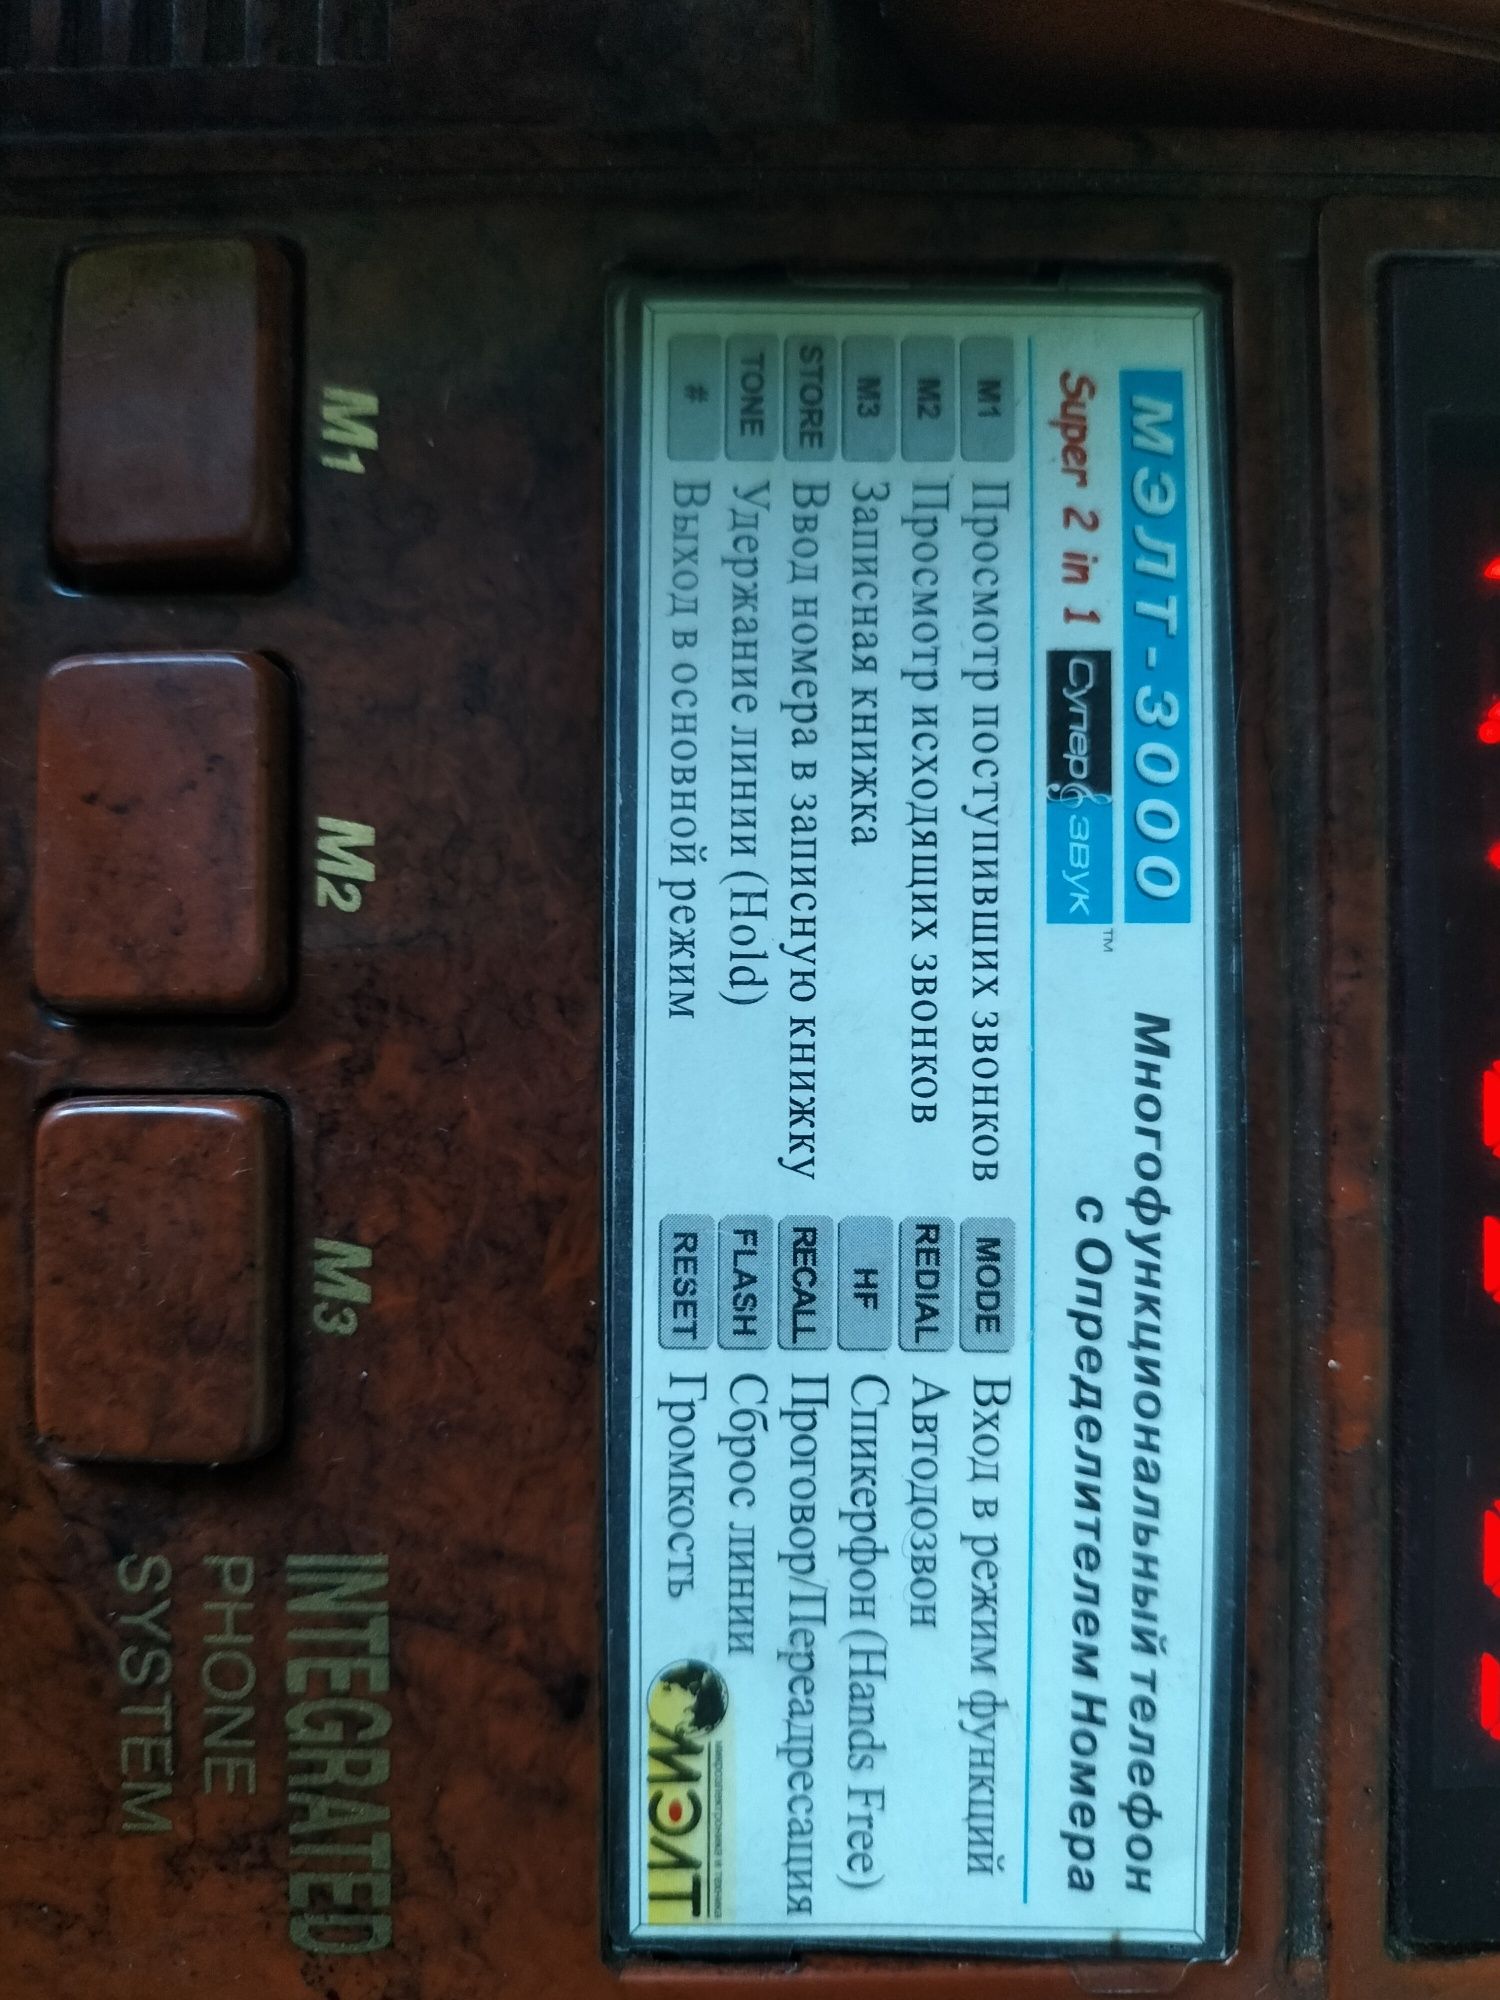 МЭЛТ-3000
Многофункциональный телефон
с Определителем Номера
Super 2 in 1
Супер звук ™
M1 Просмотр поступивших звонков
M2 Просмотр исходящих звонков
M3 Записная книжка
STORE Ввод номера в записную книжку
TONE Удержание линии (Hold)
# Выход в основной режим
MODE Вход в режим функций
REDIAL Автодозвон
HF Спикерфон (Hands Free)
RECALL Проговор/Переадресация
FLASH Сброс линии
RESET Громкость
МЭЛТ
M1
M2
M3
INTEGRATED
PHONE
SYSTEM